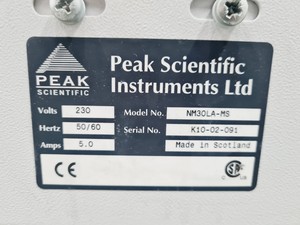 PEAK
SCIENTIFIC
Peak Scientific
Instruments Ltd
Volts 230 Model No. NM30LA-MS
Hertz 50/60 Serial No. K10-02-091
Amps 5.0 Made in Scotland
CE